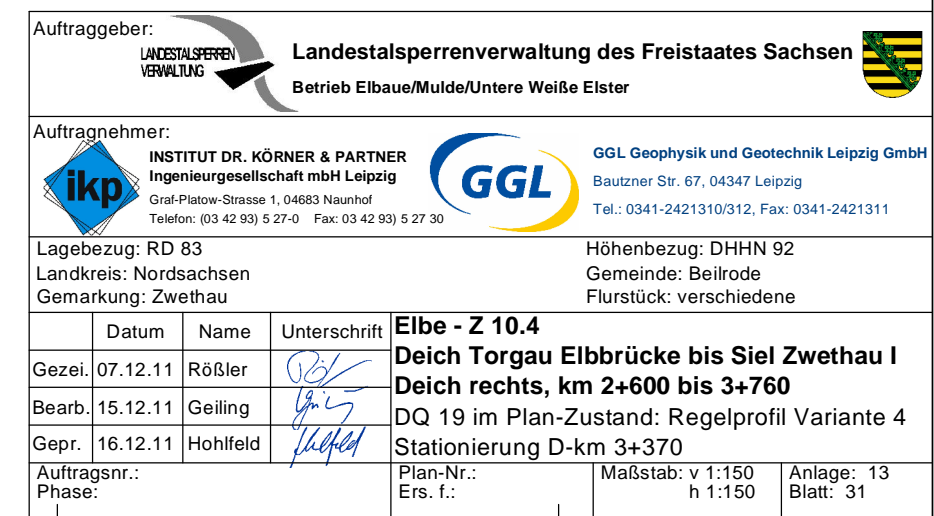 Auftraggeber:
LANDESTALSPERREN
VERWALTUNG
Landestalsperrenverwaltung des Freistaates Sachsen
Betrieb Elbaue/Mulde/Untere Weiße Elster
Auftragnehmer:
ikp
INSTITUT DR. KÖRNER & PARTNER
Ingenieurgesellschaft mbH Leipzig
Graf-Platow-Strasse 1, 04683 Naunhof
Telefon: (03 42 93) 5 27-0 Fax: 03 42 93) 5 27 30
GGL
GGL Geophysik und Geotechnik Leipzig GmbH
Bautzner Str. 67, 04347 Leipzig
Tel.: 0341-2421310/312, Fax: 0341-2421311
Lagebezug: RD 83
Landkreis: Nordsachsen
Gemarkung: Zwethau
Höhenbezug: DHHN 92
Gemeinde: Beilrode
Flurstück: verschiedene
Datum Name Unterschrift
Gezei. 07.12.11 Rößler
Bearb. 15.12.11 Geiling
Gepr. 16.12.11 Hohlfeld
Elbe - Z 10.4
Deich Torgau Elbbrücke bis Siel Zwethau I
Deich rechts, km 2+600 bis 3+760
DQ 19 im Plan-Zustand: Regelprofil Variante 4
Stationierung D-km 3+370
Auftragsnr.:
Phase:
Plan-Nr.:
Ers. f.:
Maßstab: v 1:150
h 1:150
Anlage: 13
Blatt: 31